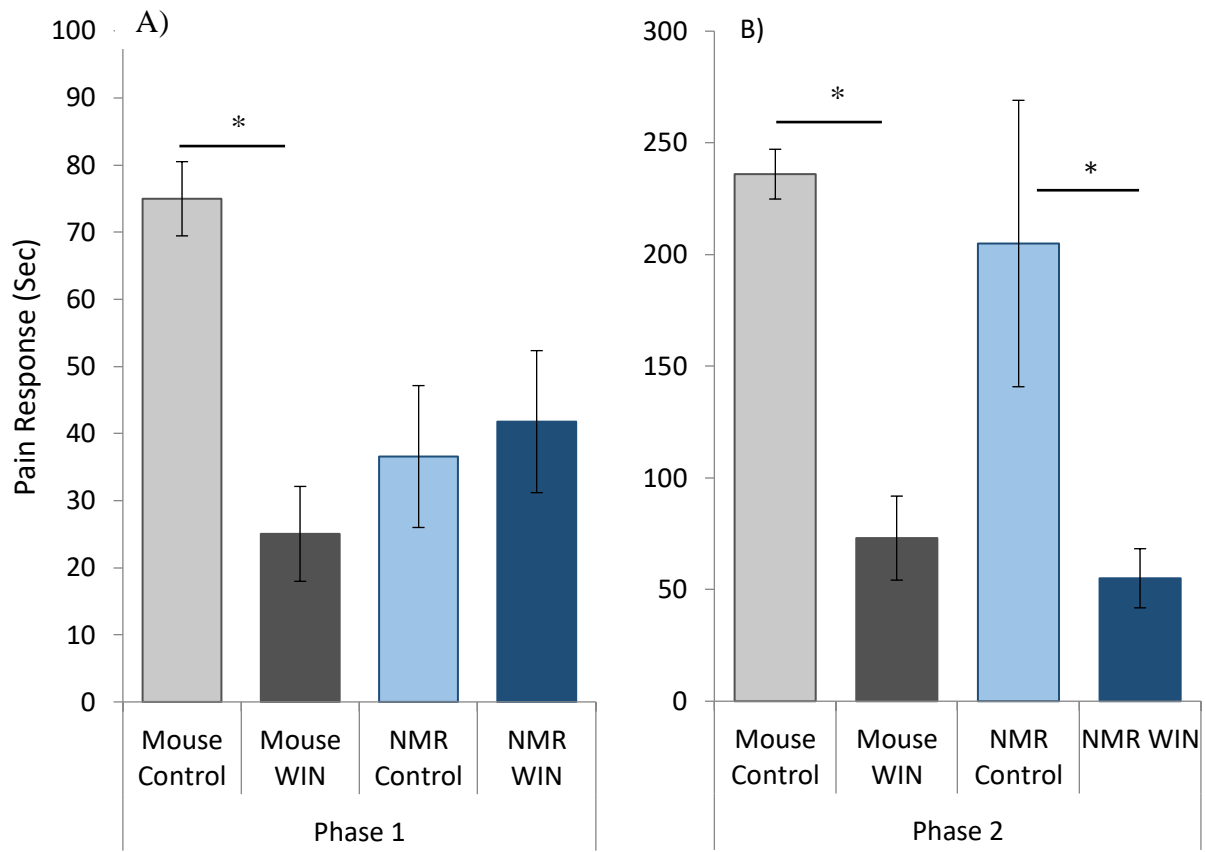 A)
Pain Response (Sec)
100
90
80
70
60
50
40
30
20
10
0
*
Mouse
Control
Mouse
WIN
NMR
Control
NMR
WIN
Phase 1
B)
300
250
200
150
100
50
0
*
*
Mouse
Control
Mouse
WIN
NMR
Control
NMR WIN
Phase 2